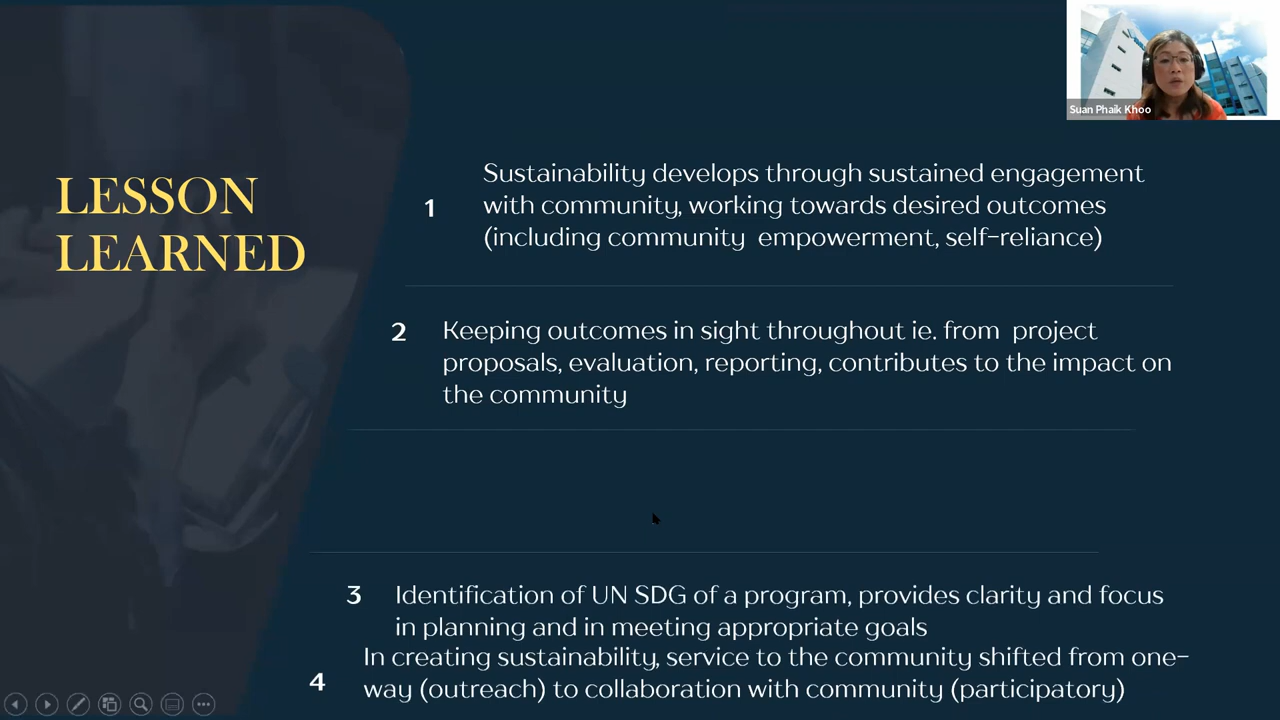 Suan Phaik Khoo
LESSON
LEARNED
1
Sustainability develops through sustained engagement
with community, working towards desired outcomes
(including community  empowerment, self-reliance)
2
Keeping outcomes in sight throughout ie. from  project
proposals, evaluation, reporting, contributes to the impact on
the community
3
Identification of UN SDG of a program, provides clarity and focus
in planning and in meeting appropriate goals
4
In creating sustainability, service to the community shifted from one-
way (outreach) to collaboration with community (participatory)